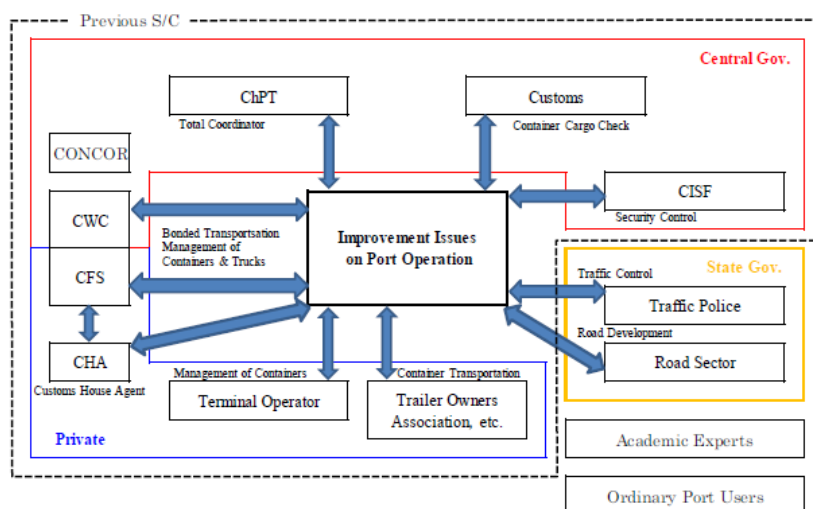 Previous S/C
Central Gov.
ChPT
Total Coordinator
Customs
Container Cargo Check
CONCOR
CISF
Security Control
CWC
Bonded Transportsation
Management of
Containers & Trucks
Improvement Issues
on Port Operation
CFS
State Gov.
Traffic Control
Traffic Police
Road Development
Road Sector
CHA
Customs House Agent
Management of Containers
Terminal Operator
Container Transportation
Trailer Owners
Association, etc.
Private
Academic Experts
Ordinary Port Users